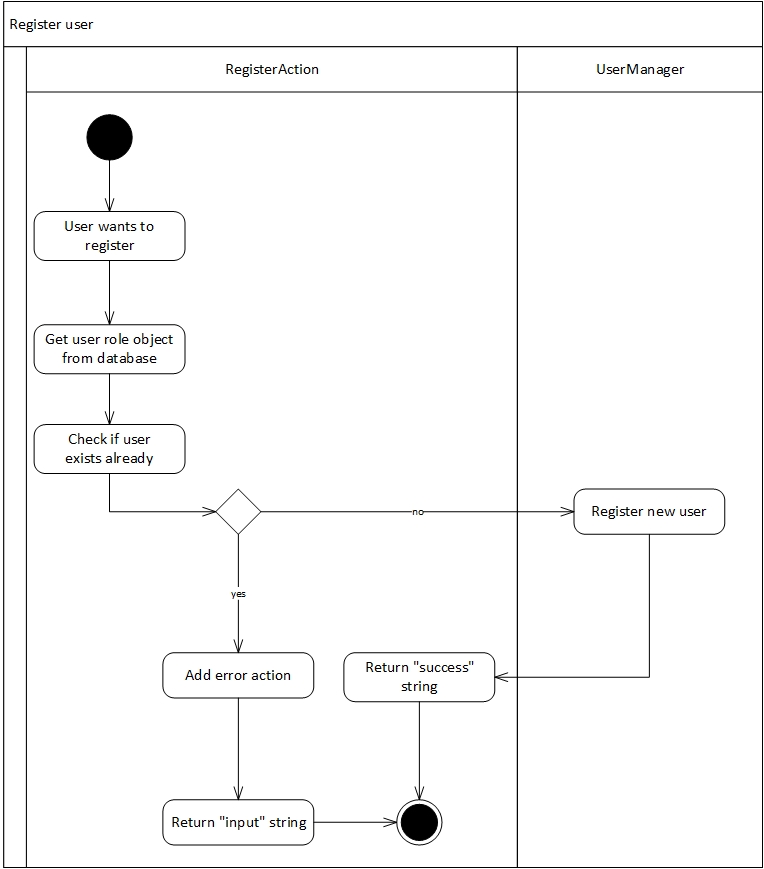 Register user
RegisterAction
UserManager
User wants to
register
Get user role object
from database
Check if user
exists already
no
Register new user
yes
Add error action
Return "success"
string
Return "input" string